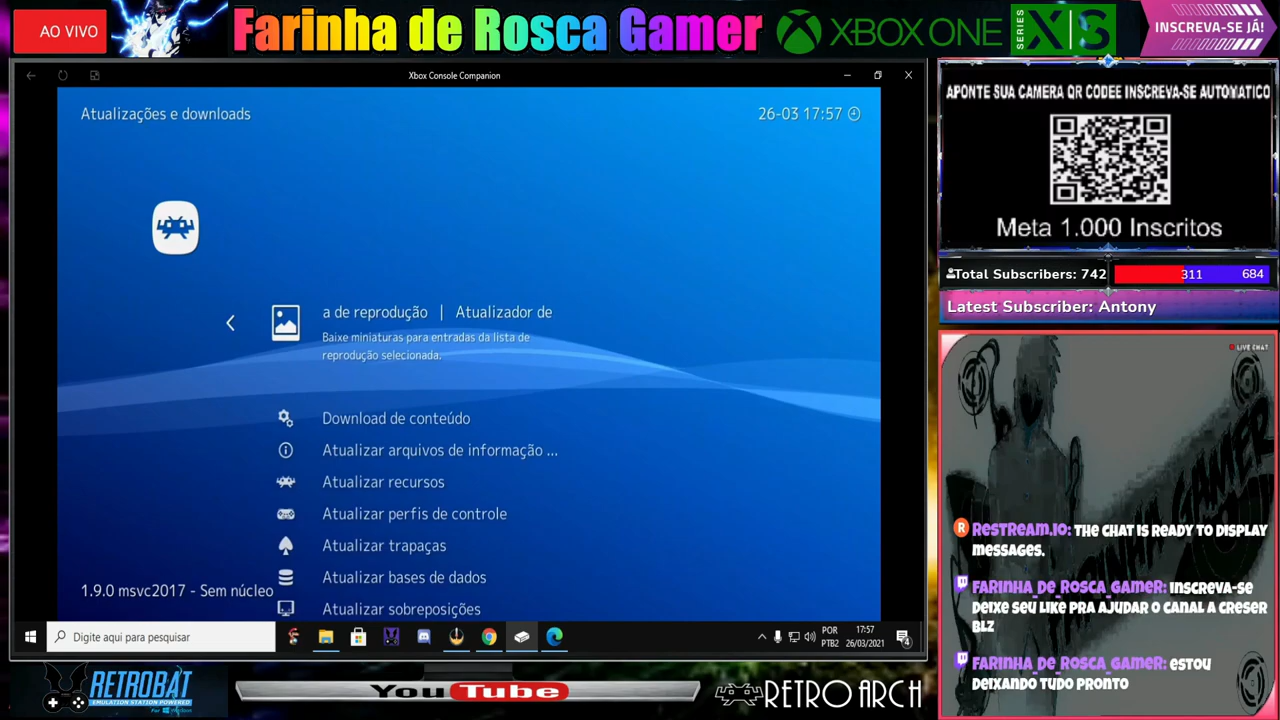 AO VIVO
Farinha de Rosca Gamer
XBOX ONE
SERIES XS
INSCREVA-SE JÁ!
Xbox Console Companion
Atualizações e downloads
26-03 17:57
a de reprodução | Atualizador de
Baixe miniaturas para entradas da lista de
reprodução selecionada.
Download de conteúdo
Atualizar arquivos de informação ...
Atualizar recursos
Atualizar perfis de controle
Atualizar trapaças
Atualizar bases de dados
Atualizar sobreposições
1.9.0 msvc2017 - Sem núcleo
Digite aqui para pesquisar
POR
PTB2
17:57
26/03/2021
4
APONTE SUA CAMERA QR CODEE INSCREVA-SE AUTOMATICO
Meta 1.000 Inscritos
Total Subscribers: 742
311
684
Latest Subscriber: Antony
LIVE CHAT
RESTREAM.IO: THE CHAT IS READY TO DISPLAY
MESSAGES.
FARINHA_DE_ROSCA_GAMER: INSCREVA-SE
DEIXE SEU LIKE PRA AJUDAR O CANAL A CRESER
BLZ
FARINHA_DE_ROSCA_GAMER: ESTOU
DEIXANDO TUDO PRONTO
RETROBAT
EMULATION STATION POWERED
For Windows
YouTube
RETRO ARCH